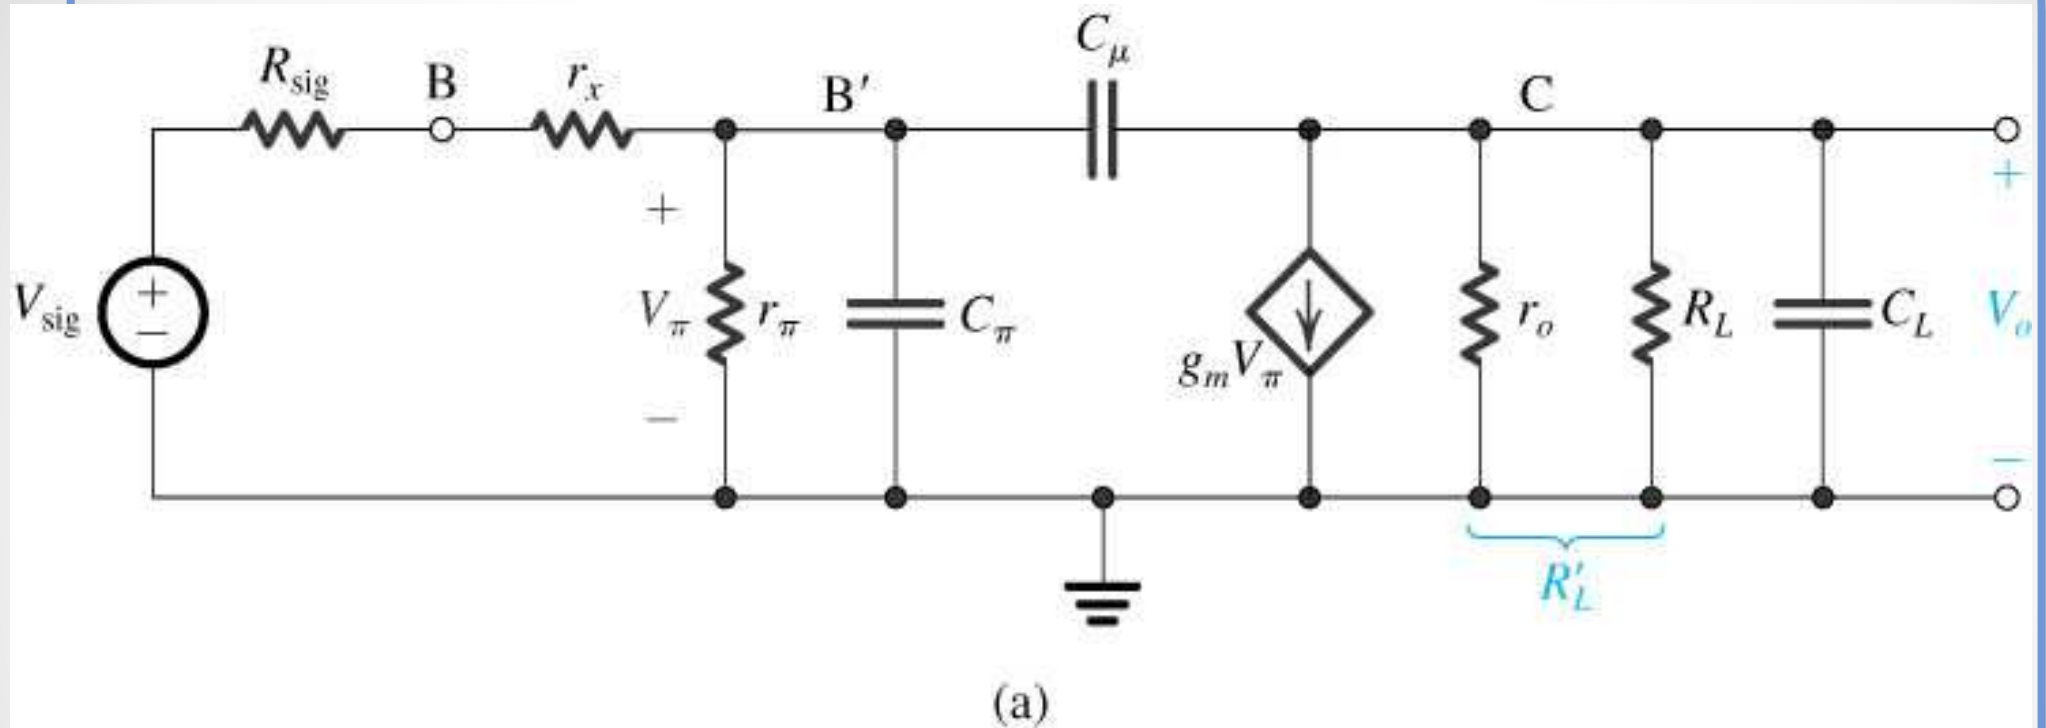 C_μ
R_sig B r_x B′ C
+ +
V_sig + − V_π r_π C_π g_m V_π r_o R_L C_L V_o
− −
R′_L
(a)